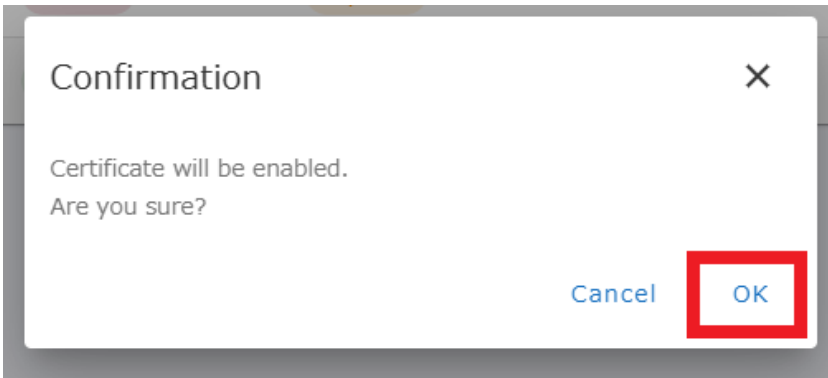 Confirmation
Certificate will be enabled.
Are you sure?
Cancel OK